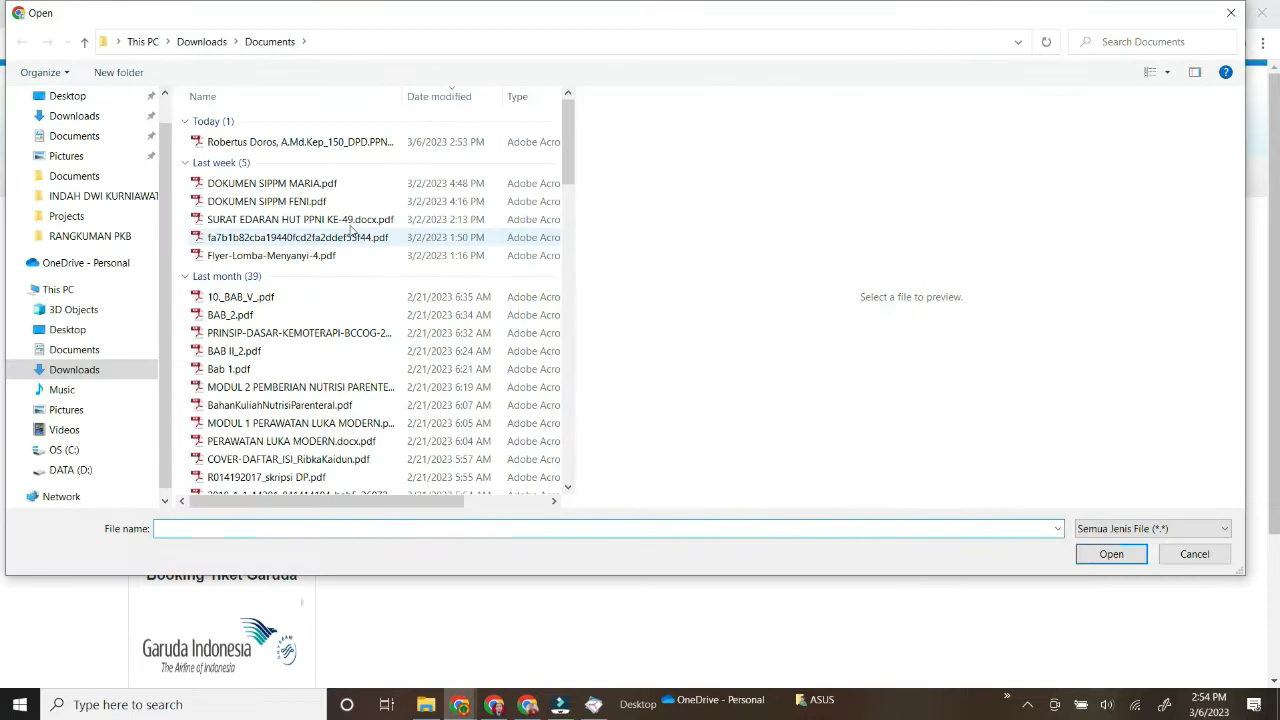 Open
This PC
Downloads
Documents
Search Documents
Organize
New folder
Desktop
Downloads
Documents
Pictures
Documents
INDAH DWI KURNIAWAT
Projects
RANGKUMAN PKB
OneDrive - Personal
This PC
3D Objects
Desktop
Documents
Downloads
Music
Pictures
Videos
OS (C:)
DATA (D:)
Network
Name Date modified Type
Today (1)
Robertus Doros, A.Md.Kep_150_DPD.PPN... 3/6/2023 2:53 PM Adobe Acro
Last week (5)
DOKUMEN SIPPM MARIA.pdf 3/2/2023 4:48 PM Adobe Acro
DOKUMEN SIPPM FENI.pdf 3/2/2023 4:16 PM Adobe Acro
SURAT EDARAN HUT PPNI KE-49.docx.pdf 3/2/2023 2:13 PM Adobe Acro
fa7b1b82cba19440fcd2fa2ddef59f44.pdf 3/2/2023 1:50 PM Adobe Acro
Flyer-Lomba-Menyanyi-4.pdf 3/2/2023 1:16 PM Adobe Acro
Last month (39)
10._BAB_V_.pdf 2/21/2023 6:35 AM Adobe Acro
BAB_2.pdf 2/21/2023 6:34 AM Adobe Acro
PRINSIP-DASAR-KEMOTERAPI-BCCOG-2... 2/21/2023 6:32 AM Adobe Acro
BAB II_2.pdf 2/21/2023 6:24 AM Adobe Acro
Bab 1.pdf 2/21/2023 6:21 AM Adobe Acro
MODUL 2 PEMBERIAN NUTRISI PARENTE... 2/21/2023 6:19 AM Adobe Acro
BahanKuliahNutrisiParenteral.pdf 2/21/2023 6:07 AM Adobe Acro
MODUL 1 PERAWATAN LUKA MODERN.p... 2/21/2023 6:05 AM Adobe Acro
PERAWATAN LUKA MODERN.docx.pdf 2/21/2023 6:04 AM Adobe Acro
COVER-DAFTAR_ISI_RibkaKaidun.pdf 2/21/2023 5:57 AM Adobe Acro
R014192017_skripsi DP.pdf 2/21/2023 5:55 AM Adobe Acro
Select a file to preview.
File name:
Semua Jenis File (*.*)
Open
Cancel
Booking Tiket Garuda
Garuda Indonesia
The Airline of Indonesia
Type here to search
Desktop
OneDrive - Personal
ASUS
2:54 PM
3/6/2023